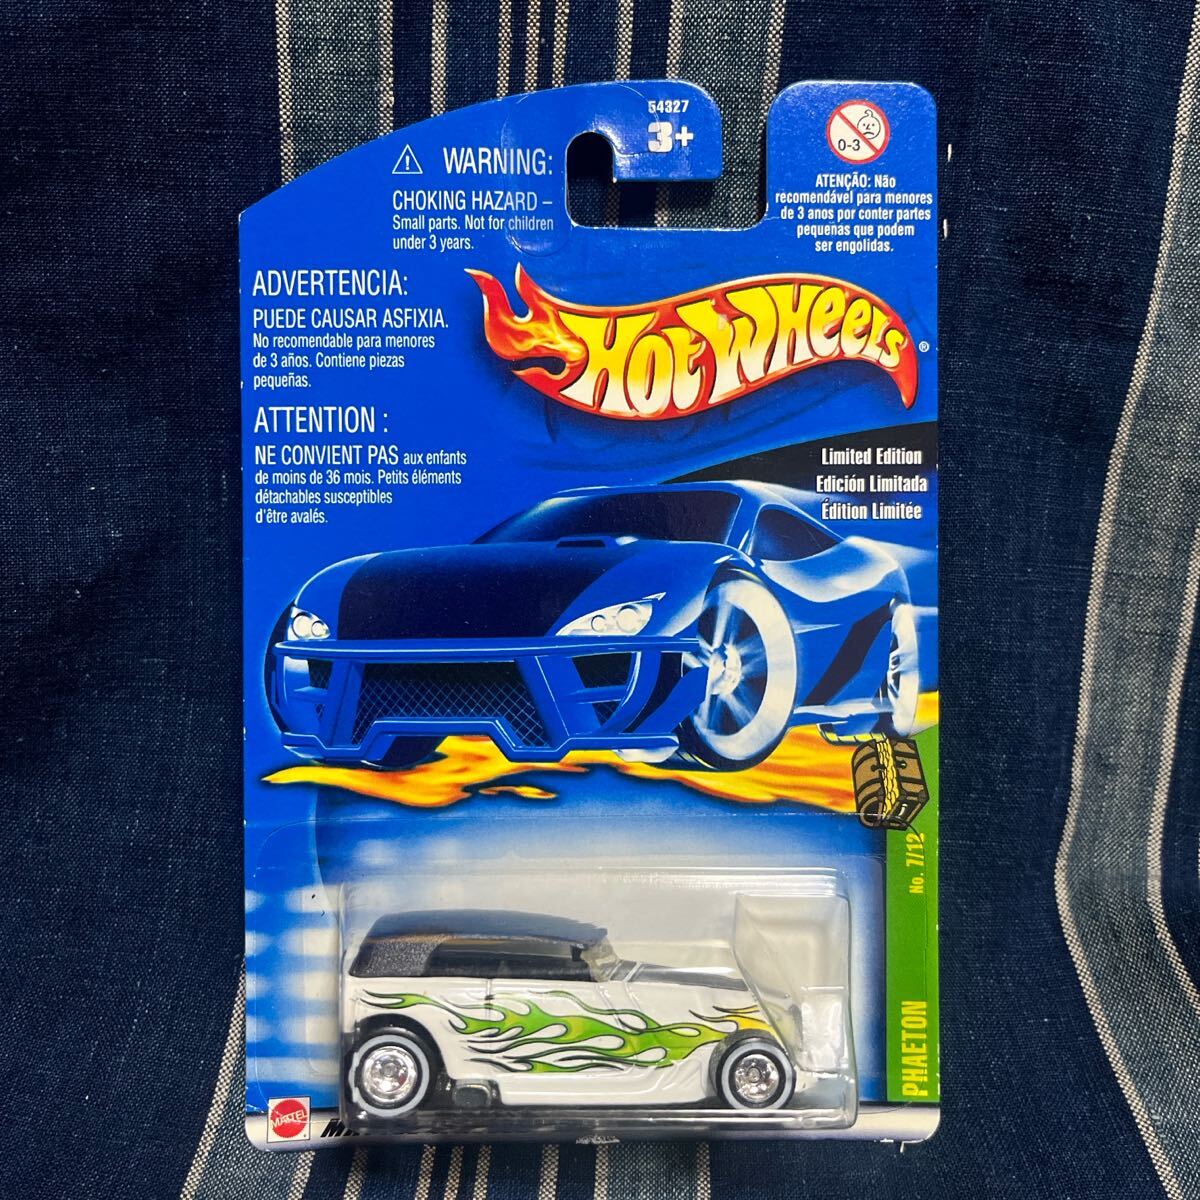 54327
3+
WARNING:
CHOKING HAZARD –
Small parts. Not for children
under 3 years.
0-3
ATENÇÃO: Não
recomendável para menores
de 3 anos por conter partes
pequeñas que podem
ser engolidas.
ADVERTENCIA:
PUEDE CAUSAR ASFIXIA.
No recomendable para menores
de 3 años. Contiene piezas
pequeñas.
HOT WHEELS®
ATTENTION :
NE CONVIENT PAS aux enfants
de moins de 36 mois. Petits éléments
détachables susceptibles
d'être avalés.
Limited Edition
Edición Limitada
Édition Limitée
No. 7/12
PHAETON
MATTEL